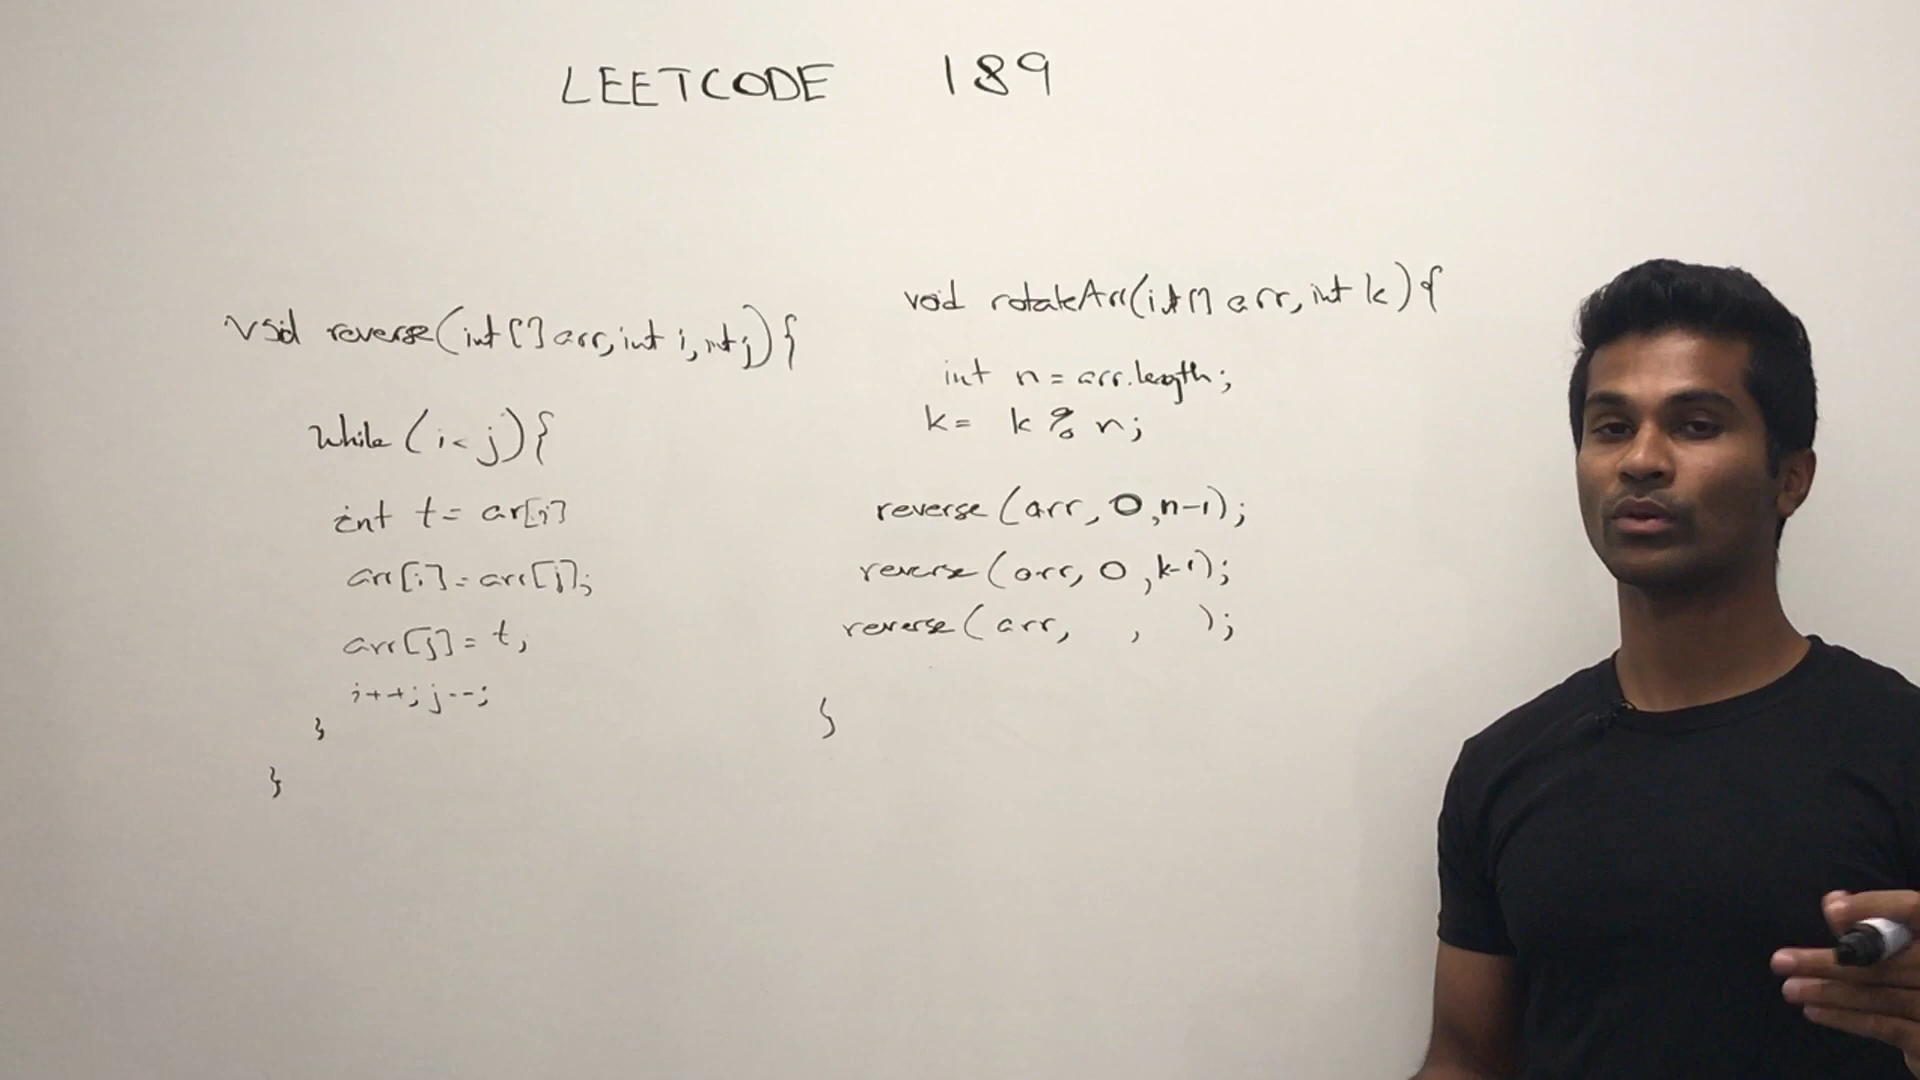 LEETCODE 189
void reverse(int[] arr, int i, int j){
while (i<j){
int t = ar[i]
arr[i] = arr[j];
arr[j] = t;
i++; j--;
}
}
void rotateArr(int[] arr, int k){
int n = arr.length;
k = k % n;
reverse (arr, 0, n-1);
reverse (arr, 0, k-1);
reverse (arr, , );
}